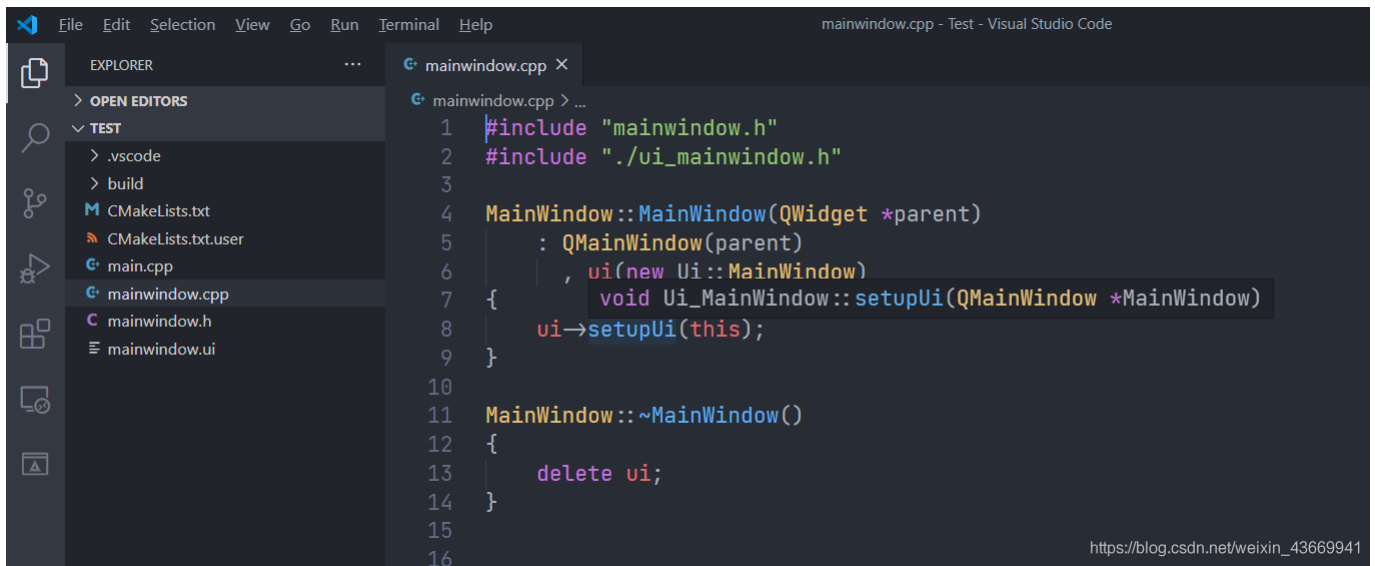 File Edit Selection View Go Run Terminal Help mainwindow.cpp - Test - Visual Studio Code
EXPLORER ...
OPEN EDITORS
TEST
.vscode
build
CMakeLists.txt
CMakeLists.txt.user
main.cpp
mainwindow.cpp
mainwindow.h
mainwindow.ui
mainwindow.cpp
mainwindow.cpp > ...
1 #include "mainwindow.h"
2 #include "./ui_mainwindow.h"
3
4 MainWindow::MainWindow(QWidget *parent)
5 : QMainWindow(parent)
6 , ui(new Ui::MainWindow)
void Ui_MainWindow::setupUi(QMainWindow *MainWindow)
7 {
8 ui→setupUi(this);
9 }
10
11 MainWindow::~MainWindow()
12 {
13 delete ui;
14 }
15
16
https://blog.csdn.net/weixin_43669941